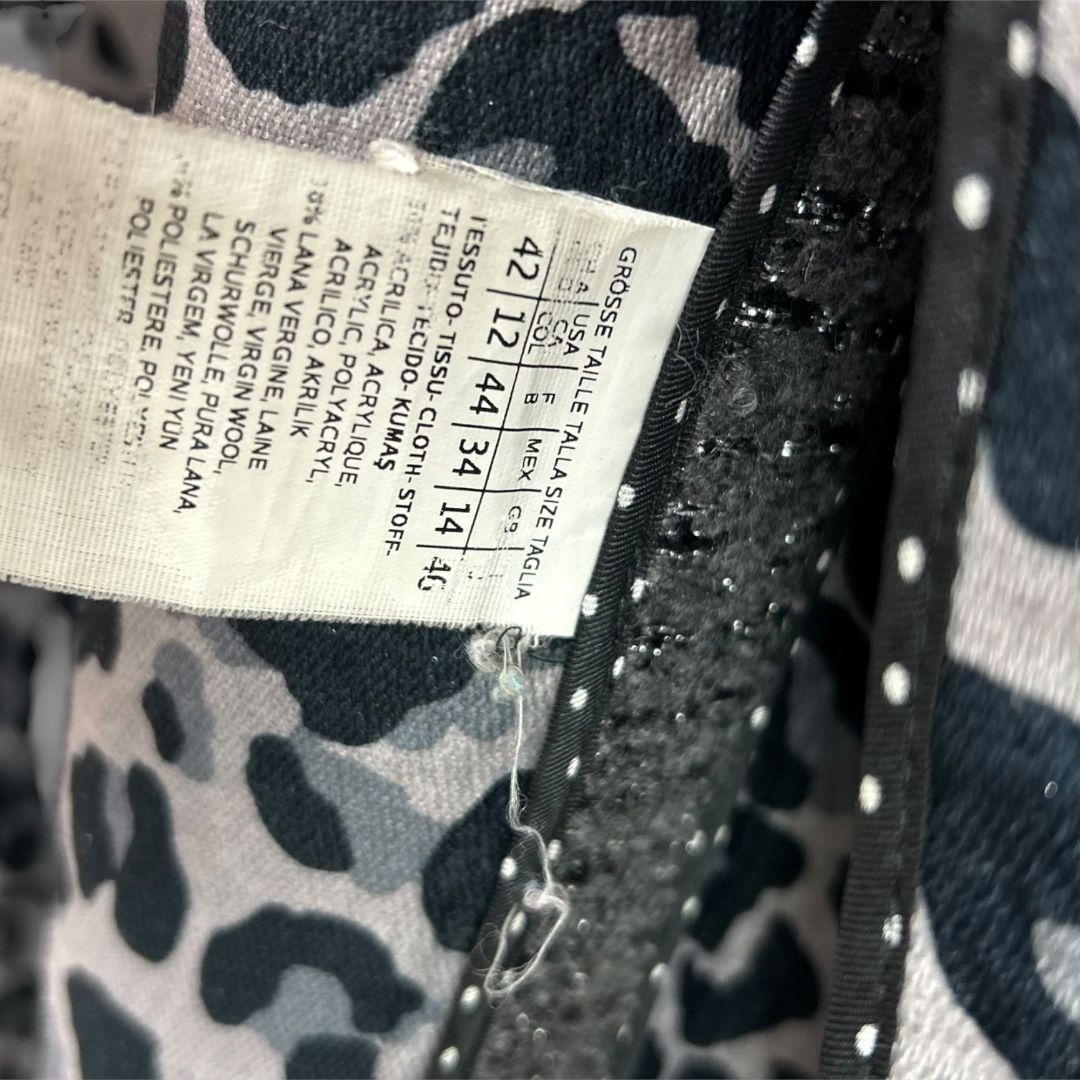 GRÖSSE TAILLE TALLA SIZE TAGLIA
USA F MEX GB
COL CA B
42 12 44 34 14 46
TESSUTO-TISSU-CLOTH-STOFF-
TEJIDO-TECIDO-KUMAŞ
ACRILICA, ACRYLIQUE,
ACRYLIC, POLYACRYL,
ACRILICO, AKRILIK
LANA VERGINE, LAINE
VIERGE, VIRGIN WOOL,
SCHURWOLLE, PURA LANA,
LA VIRGEM, YENI YUN
POLIESTERE, POLYESTER
POLIESTER